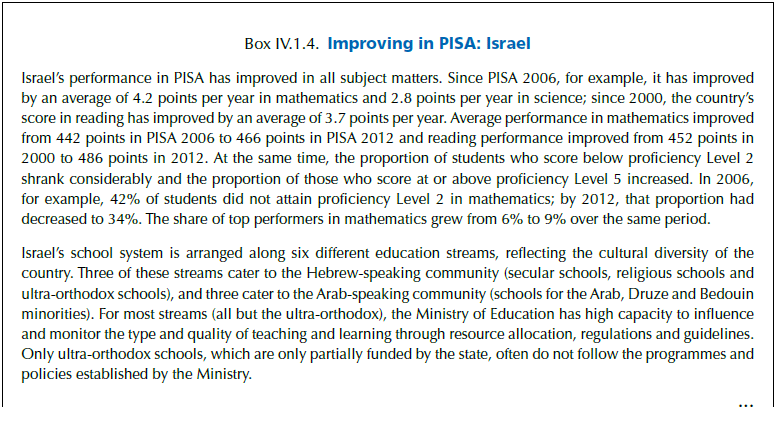 Box IV.1.4. Improving in PISA: Israel
Israel's performance in PISA has improved in all subject matters. Since PISA 2006, for example, it has improved
by an average of 4.2 points per year in mathematics and 2.8 points per year in science; since 2000, the country's
score in reading has improved by an average of 3.7 points per year. Average performance in mathematics improved
from 442 points in PISA 2006 to 466 points in PISA 2012 and reading performance improved from 452 points in
2000 to 486 points in 2012. At the same time, the proportion of students who score below proficiency Level 2
shrank considerably and the proportion of those who score at or above proficiency Level 5 increased. In 2006,
for example, 42% of students did not attain proficiency Level 2 in mathematics; by 2012, that proportion had
decreased to 34%. The share of top performers in mathematics grew from 6% to 9% over the same period.
Israel's school system is arranged along six different education streams, reflecting the cultural diversity of the
country. Three of these streams cater to the Hebrew-speaking community (secular schools, religious schools and
ultra-orthodox schools), and three cater to the Arab-speaking community (schools for the Arab, Druze and Bedouin
minorities). For most streams (all but the ultra-orthodox), the Ministry of Education has high capacity to influence
and monitor the type and quality of teaching and learning through resource allocation, regulations and guidelines.
Only ultra-orthodox schools, which are only partially funded by the state, often do not follow the programmes and
policies established by the Ministry.
...